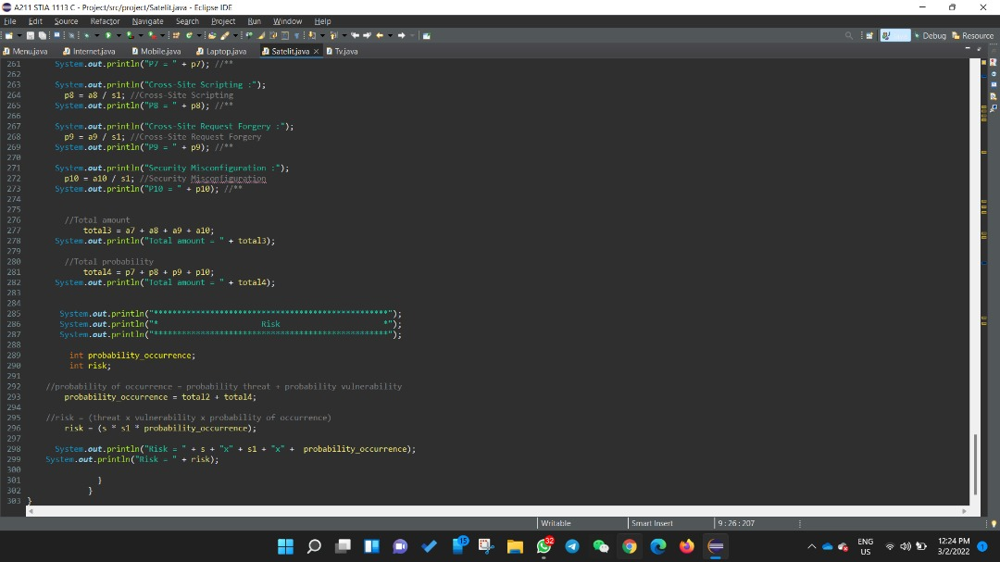 A211 STIA 1113 C - Project/src/project/Satelit.java - Eclipse IDE
File Edit Source Refactor Navigate Search Project Run Window Help
Debug Resource
Menu.java Internet.java Mobile.java Laptop.java Satelit.java Tv.java
261 System.out.println("P7 = " + p7); //**
262
263 System.out.println("Cross-Site Scripting :");
264 p8 = a8 / s1; //Cross-Site Scripting
265 System.out.println("P8 = " + p8); //**
266
267 System.out.println("Cross-Site Request Forgery :");
268 p9 = a9 / s1; //Cross-Site Request Forgery
269 System.out.println("P9 = " + p9); //**
270
271 System.out.println("Security Misconfiguration :");
272 p10 = a10 / s1; //Security Misconfiguration
273 System.out.println("P10 = " + p10); //**
274
275
276 //Total amount
277 total3 = a7 + a8 + a9 + a10;
278 System.out.println("Total amount = " + total3);
279
280 //Total probability
281 total4 = p7 + p8 + p9 + p10;
282 System.out.println("Total amount = " + total4);
283
284
285 System.out.println("**************************************************");
286 System.out.println("* Risk *");
287 System.out.println("**************************************************");
288
289 int probability_occurrence;
290 int risk;
291
292 //probability of occurrence = probability threat + probability vulnerability
293 probability_occurrence = total2 + total4;
294
295 //risk = (threat x vulnerability x probability of occurrence)
296 risk = (s * s1 * probability_occurrence);
297
298 System.out.println("Risk = " + s + "x" + s1 + "x" + probability_occurrence);
299 System.out.println("Risk = " + risk);
300
301 }
302 }
303 }
Writable Smart Insert 9 : 26 : 207
15 32 ENG US 12:24 PM 3/2/2022 1